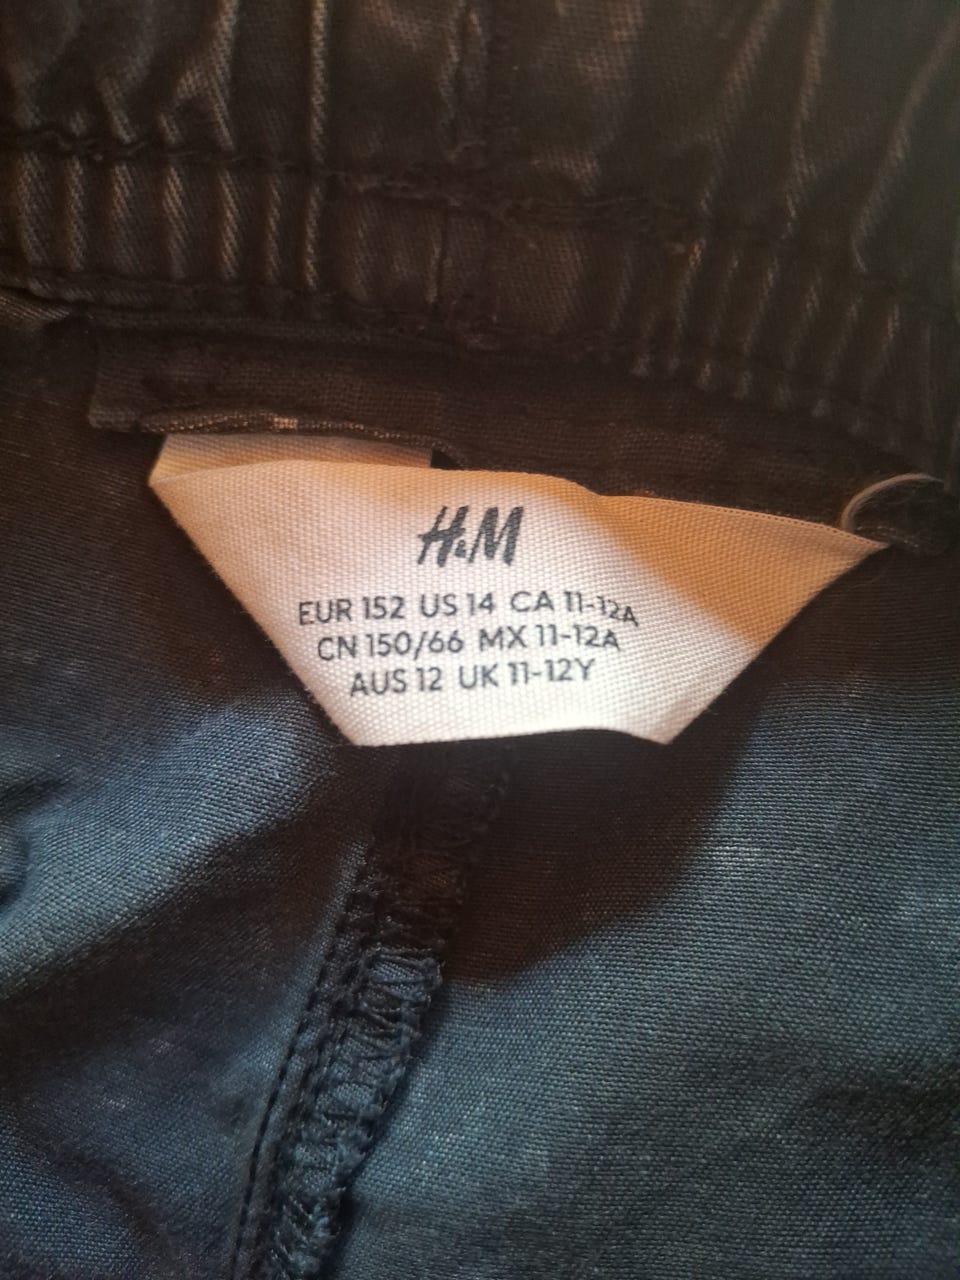 H&M
EUR 152 US 14 CA 11-12A
CN 150/66 MX 11-12A
AUS 12 UK 11-12Y